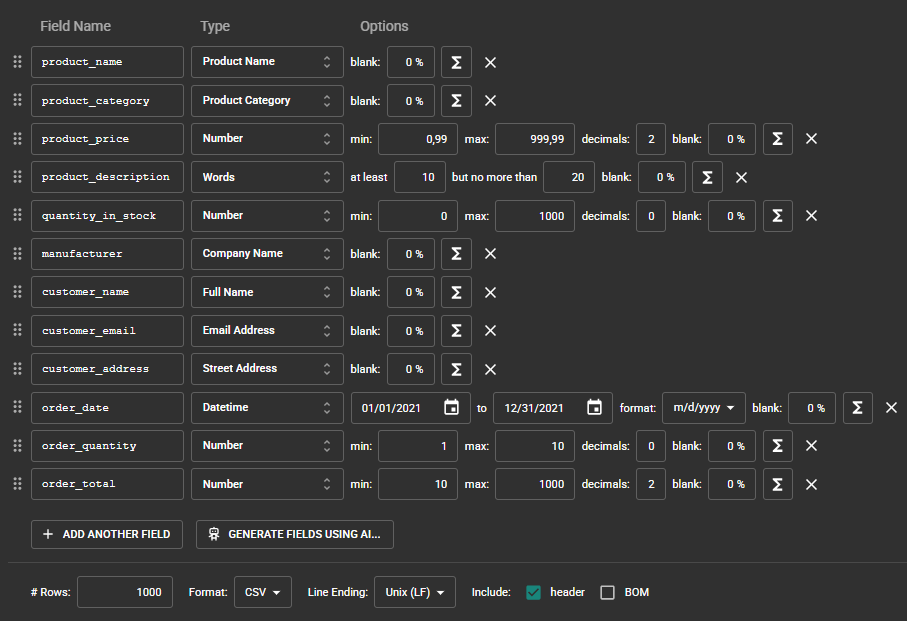 Field Name Type Options
product_name Product Name blank: 0 % Σ
product_category Product Category blank: 0 % Σ
product_price Number min: 0,99 max: 999,99 decimals: 2 blank: 0 % Σ
product_description Words at least 10 but no more than 20 blank: 0 % Σ
quantity_in_stock Number min: 0 max: 1000 decimals: 0 blank: 0 % Σ
manufacturer Company Name blank: 0 % Σ
customer_name Full Name blank: 0 % Σ
customer_email Email Address blank: 0 % Σ
customer_address Street Address blank: 0 % Σ
order_date Datetime 01/01/2021 to 12/31/2021 format: m/d/yyyy blank: 0 % Σ
order_quantity Number min: 1 max: 10 decimals: 0 blank: 0 % Σ
order_total Number min: 10 max: 1000 decimals: 2 blank: 0 % Σ
+ ADD ANOTHER FIELD GENERATE FIELDS USING AI...
# Rows: 1000 Format: CSV Line Ending: Unix (LF) Include: header BOM